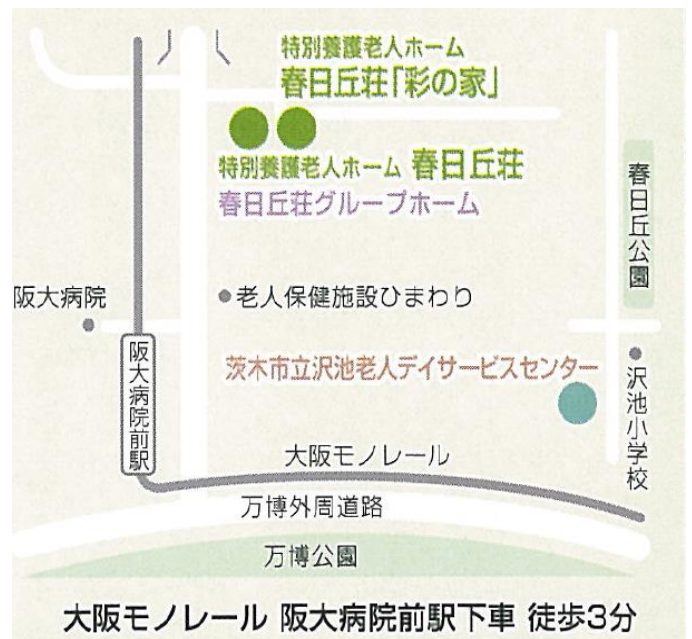 特別養護老人ホーム
春日丘荘「彩の家」
特別養護老人ホーム 春日丘荘
春日丘荘グループホーム
春日丘公園
阪大病院
老人保健施設ひまわり
阪大病院前駅
茨木市立沢池老人デイサービスセンター
沢池小学校
大阪モノレール
万博外周道路
万博公園
大阪モノレール 阪大病院前駅下車 徒歩3分